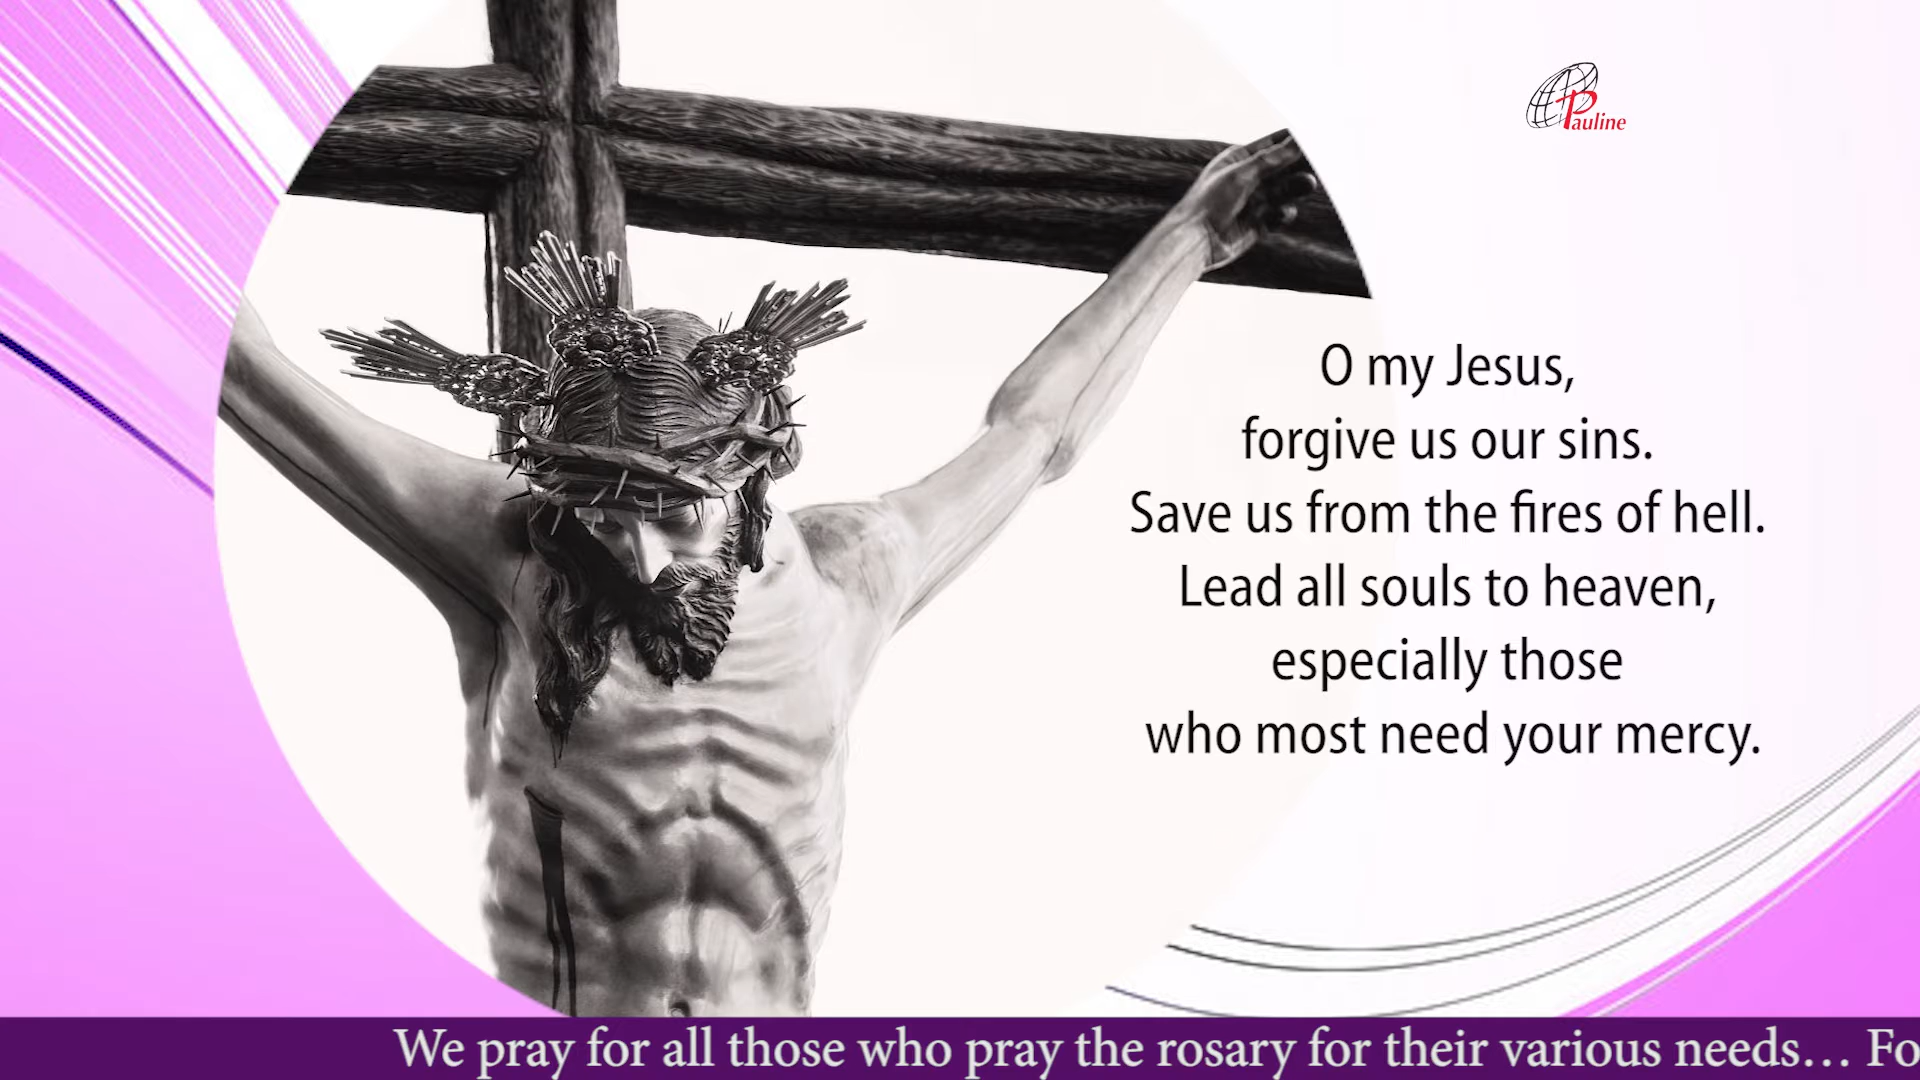 Pauline
O my Jesus,
forgive us our sins.
Save us from the fires of hell.
Lead all souls to heaven,
especially those
who most need your mercy.
We pray for all those who pray the rosary for their various needs… Fo